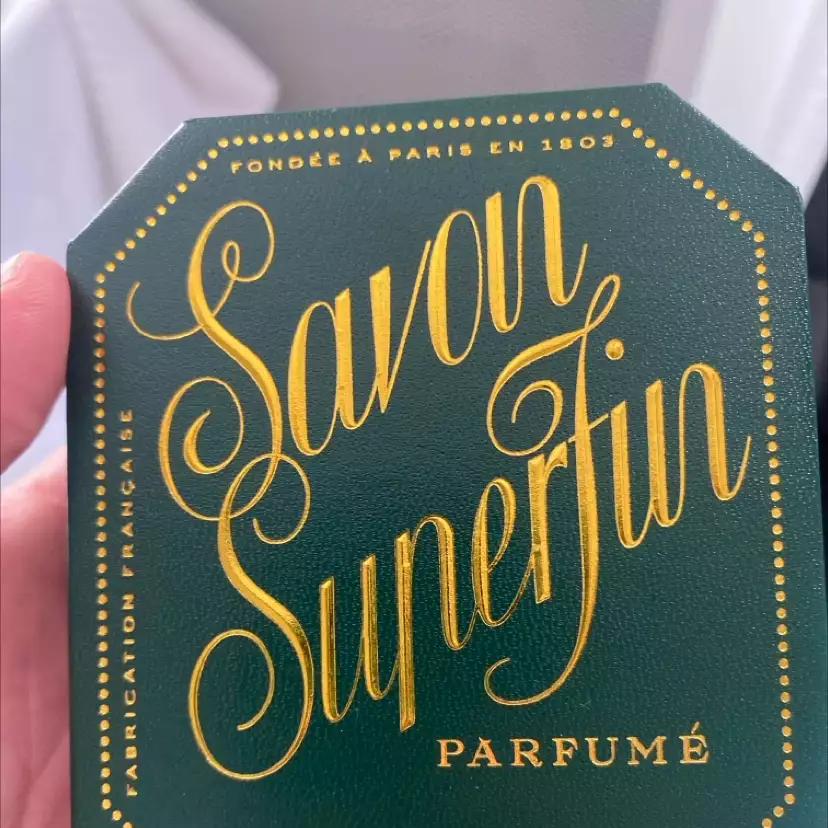 FONDÉE À PARIS EN 1803
Savon
Superfin
PARFUMÉ
FABRICATION FRANÇAISE